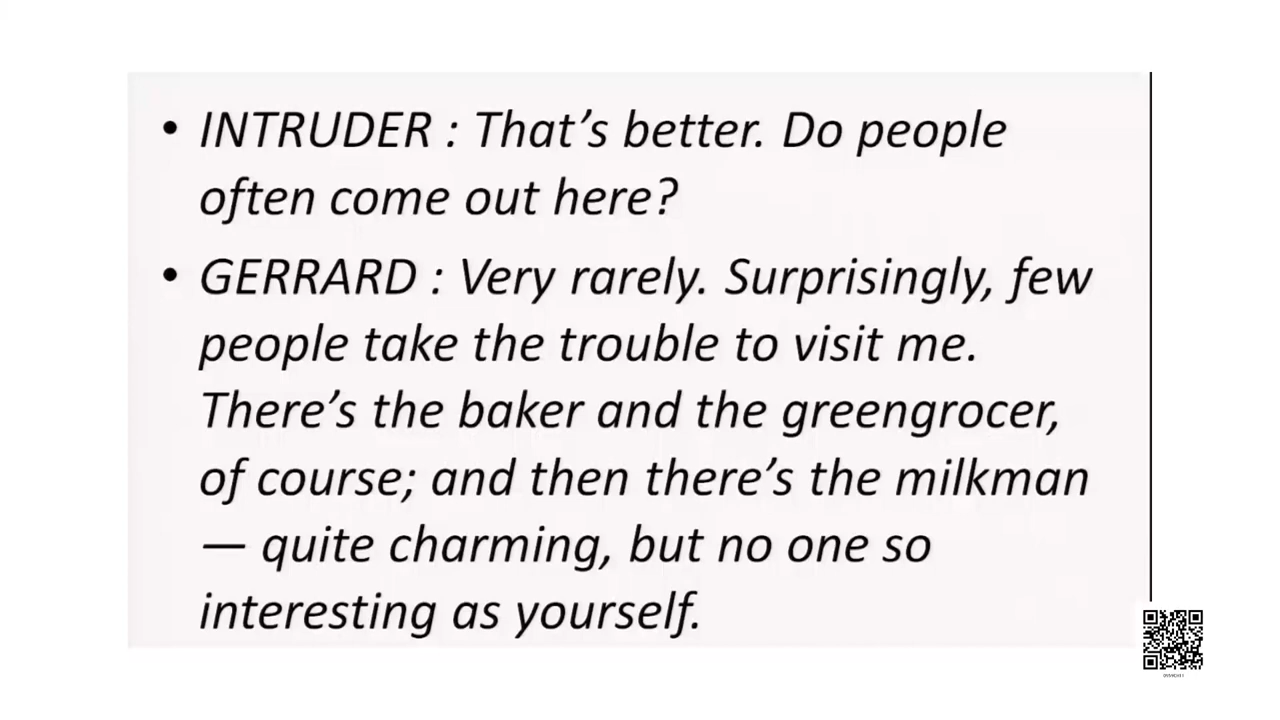 • INTRUDER : That’s better. Do people
often come out here?
• GERRARD : Very rarely. Surprisingly, few
people take the trouble to visit me.
There’s the baker and the greengrocer,
of course; and then there’s the milkman
— quite charming, but no one so
interesting as yourself.